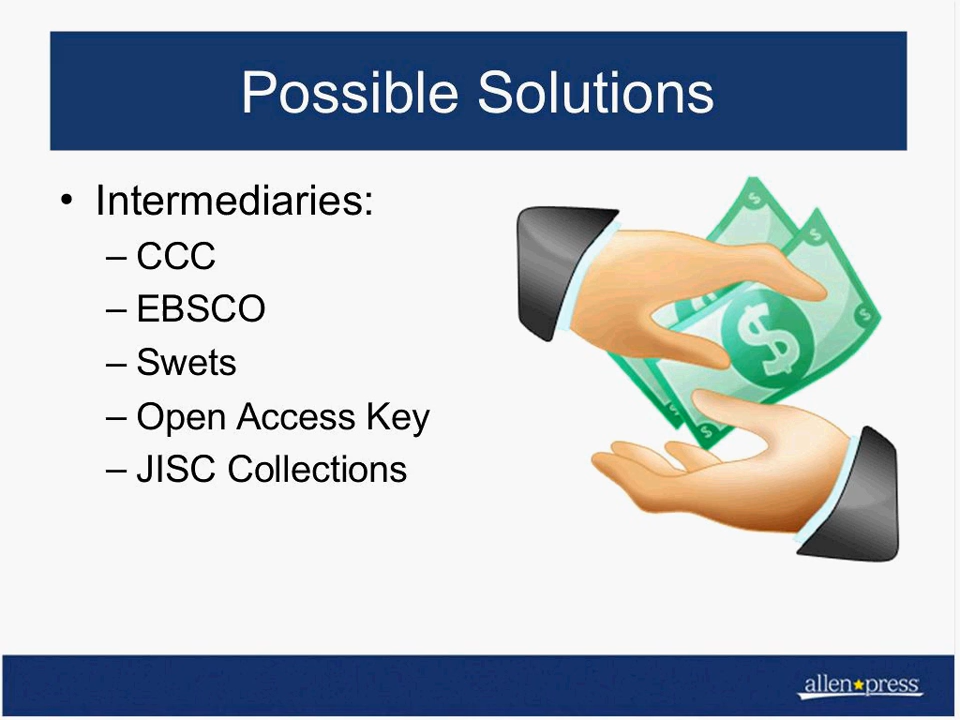 Possible Solutions
• Intermediaries:
– CCC
– EBSCO
– Swets
– Open Access Key
– JISC Collections
$
allen★press